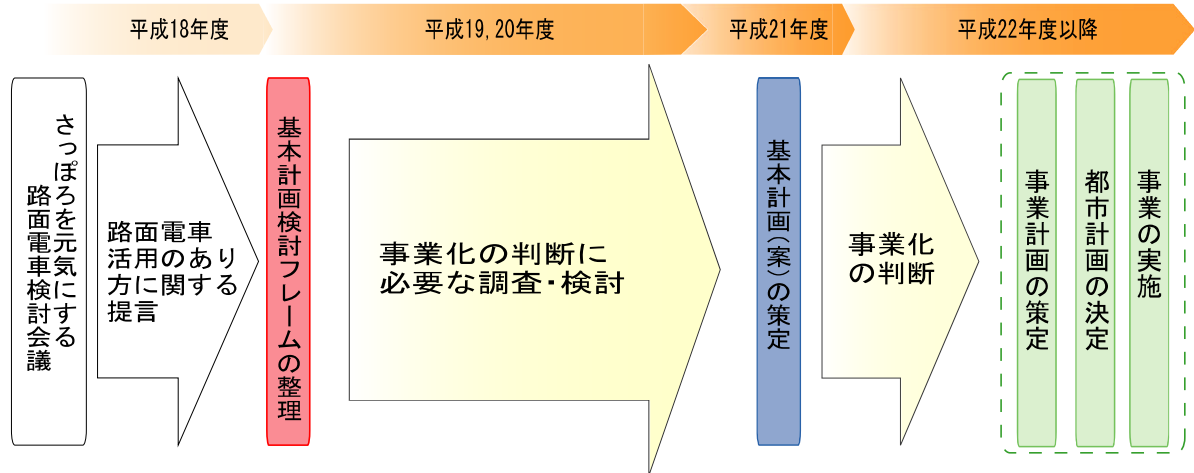 平成18年度
平成19,20年度
平成21年度
平成22年度以降
さっぽろを元気にする
路面電車検討会議
路面電車
活用のあり
方に関する
提言
基本計画検討フレームの整理
事業化の判断に
必要な調査・検討
基本計画(案)の策定
事業化
の判断
事業計画の策定
都市計画の決定
事業の実施